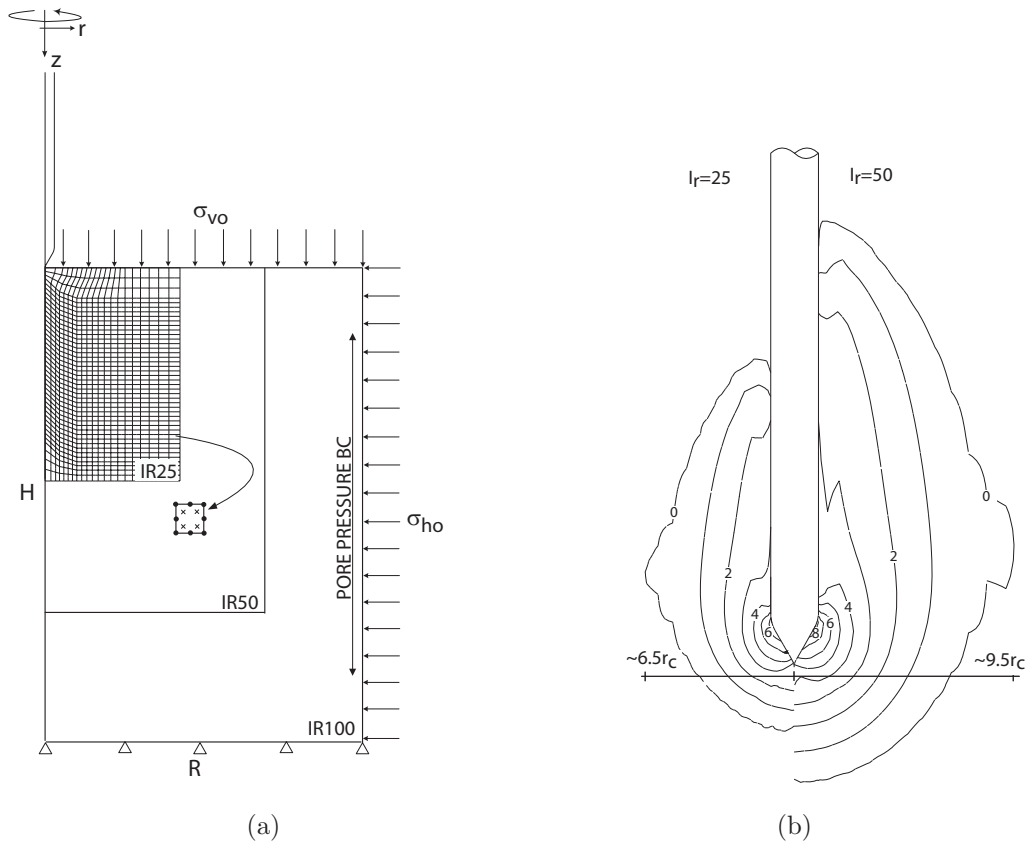 r
z
σvo
IR25
H
PORE PRESSURE BC
σho
IR50
IR100
R
(a)
Ir=25
Ir=50
0
0
2
2
4
4
6
6
8
~6.5rc
~9.5rc
(b)